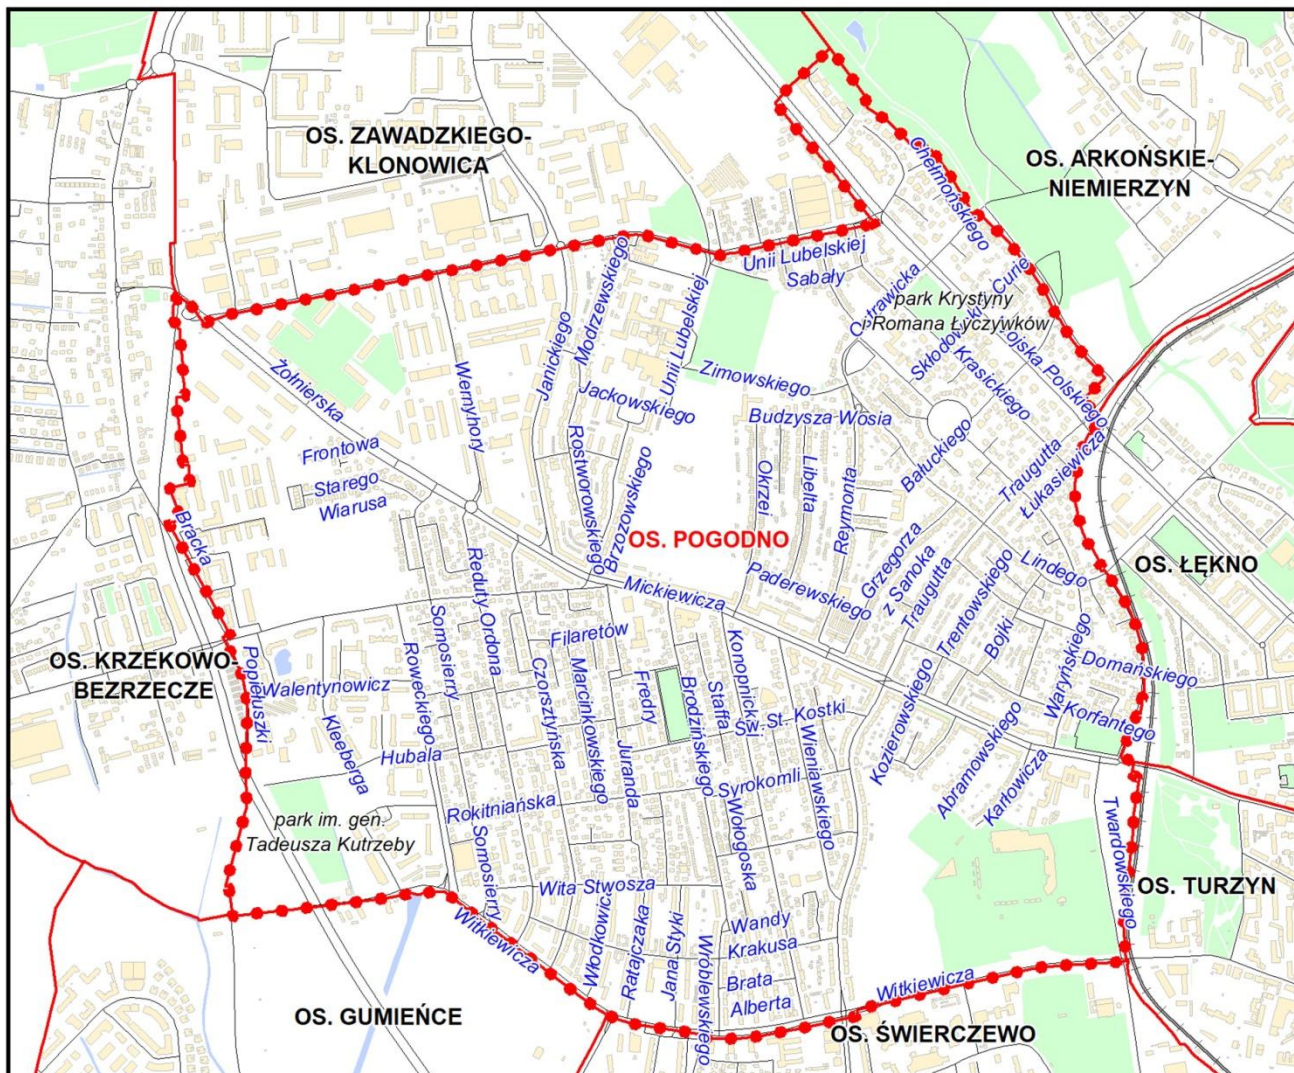 OS. ZAWADZKIEGO-
KLONOWICA
OS. ARKOŃSKIE-
NIEMIERZYN
Chełmońskiego
Unii Lubelskiej
Sabały
Ostrawicka
Skłodowskiej Curie
park Krystyny
i Romana Łyczywków
Wojska Polskiego
Krasickiego
Modrzewskiego
Janickiego
Unii Lubelskiej
Zimowskiego
Żołnierska
Wernyhory
Jackowskiego
Budzysza Wosia
Bałuckiego
Traugutta
Łukasiewicza
Frontowa
Starego
Wiarusa
Rostworowskiego
Brzozowskiego
Okrzei
Libelta
Reymonta
Bracka
OS. POGODNO
Grzegorza
z Sanoka
Traugutta
Trentowskiego
Lindego
OS. ŁĘKNO
Mickiewicza
Paderewskiego
Reduty Ordona
Somosierry
Roweckiego
Filaretów
Bojki
Waryńskiego
Domańskiego
Korfantego
OS. KRZEKOWO-
BEZRZECZE
Popiełuszki
Walentynowicz
Kleeberga
Hubala
Czorsztyńska
Marcinkowskiego
Fredry
Juranda
Brodzińskiego
Staffa
Konopnickiej
Św. St. Kostki
Wieniawskiego
Kozierowskiego
Abramowskiego
Karłowicza
Twardowskiego
park im. gen.
Tadeusza Kutrzeby
Rokitniańska
Syrokomli
Wołogoska
Somosierry
Wita Stwosza
OS. TURZYN
Witkiewicza
Włodkowica
Ratajczaka
Jana Styki
Wróblewskiego
Wandy
Krakusa
Brata
Alberta
Witkiewicza
OS. GUMIEŃCE
OS. ŚWIERCZEWO